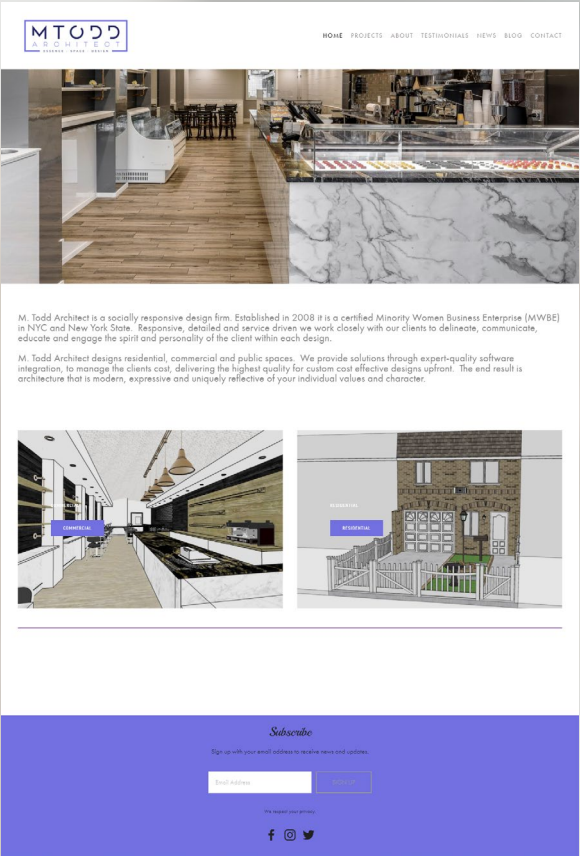 MTODD
ARCHITECT
HOME PROJECTS ABOUT TESTIMONIALS NEWS BLOG CONTACT
M. Todd Architect is a socially responsive design firm. Established in 2008 it is a certified Minority Women Business Enterprise (MWBE)
in NYC and New York State.  Responsive, detailed and service driven we work closely with our clients to delineate, communicate,
educate and engage the spirit and personality of the client within each design.
M. Todd Architect designs residential, commercial and public spaces.  We provide solutions through expert-quality software
integration, to manage the clients cost, delivering the highest quality for custom cost effective designs upfront.  The end result is
architecture that is modern, expressive and uniquely reflective of your individual values and character.
COMMERCIAL
RESIDENTIAL
RESIDENTIAL
Subscribe
Sign up with your email address to receive news and updates.
Email Address
SIGN UP
We respect your privacy.